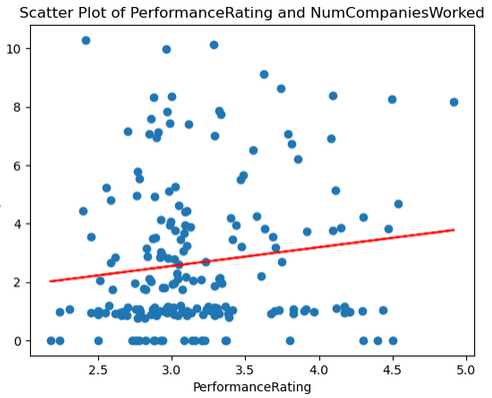 Scatter Plot of PerformanceRating and NumCompaniesWorked
10
8
6
4
2
0
2.5 3.0 3.5 4.0 4.5 5.0
PerformanceRating